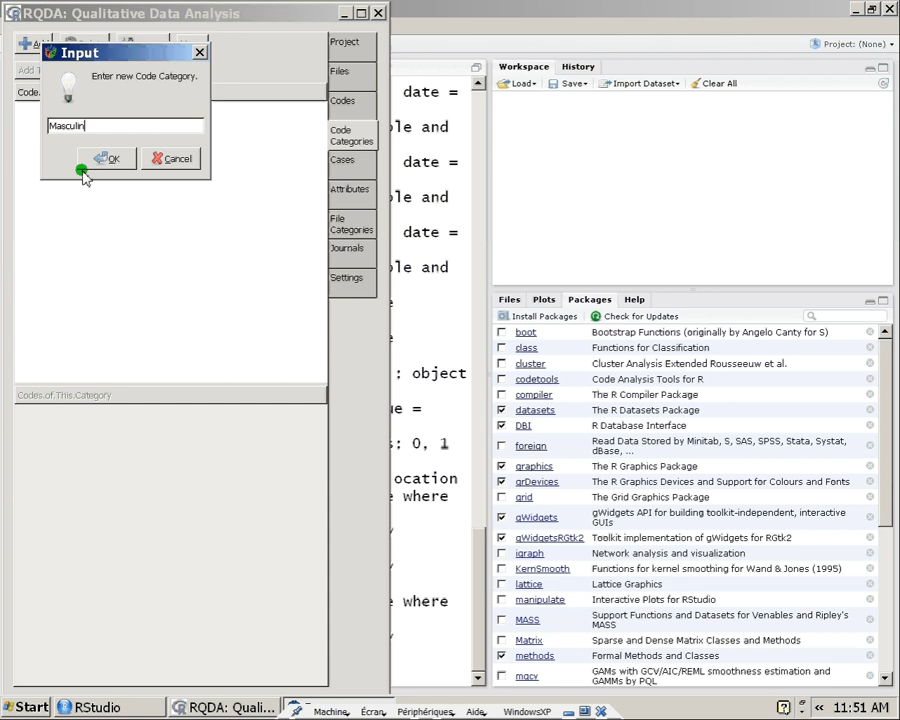 RQDA: Qualitative Data Analysis
Input
Enter new Code Category.
Masculin
OK
Cancel
Add T
Code.
Project
Files
Codes
Code
Categories
Cases
Attributes
File
Categories
Journals
Settings
Codes.of.This.Category
date =
ple and
date =
ple and
date =
ple and
: object
ue =
s: 0, 1
ocation
e where
e where
Project: (None)
Workspace
History
Load
Save
Import Dataset
Clear All
Files
Plots
Packages
Help
Install Packages
Check for Updates
boot Bootstrap Functions (originally by Angelo Canty for S)
class Functions for Classification
cluster Cluster Analysis Extended Rousseeuw et al.
codetools Code Analysis Tools for R
compiler The R Compiler Package
datasets The R Datasets Package
DBI R Database Interface
foreign Read Data Stored by Minitab, S, SAS, SPSS, Stata, Systat,
dBase, ...
graphics The R Graphics Package
grDevices The R Graphics Devices and Support for Colours and Fonts
grid The Grid Graphics Package
gWidgets gWidgets API for building toolkit-independent, interactive
GUIs
gWidgetsRGtk2 Toolkit implementation of gWidgets for RGtk2
igraph Network analysis and visualization
KernSmooth Functions for kernel smoothing for Wand & Jones (1995)
lattice Lattice Graphics
manipulate Interactive Plots for RStudio
MASS Support Functions and Datasets for Venables and Ripley's
MASS
Matrix Sparse and Dense Matrix Classes and Methods
methods Formal Methods and Classes
mgcv GAMs with GCV/AIC/REML smoothness estimation and
GAMMs by PQL
Start
RStudio
RQDA: Quali...
Machine
Écran
Périphériques
Aide
WindowsXP
11:51 AM